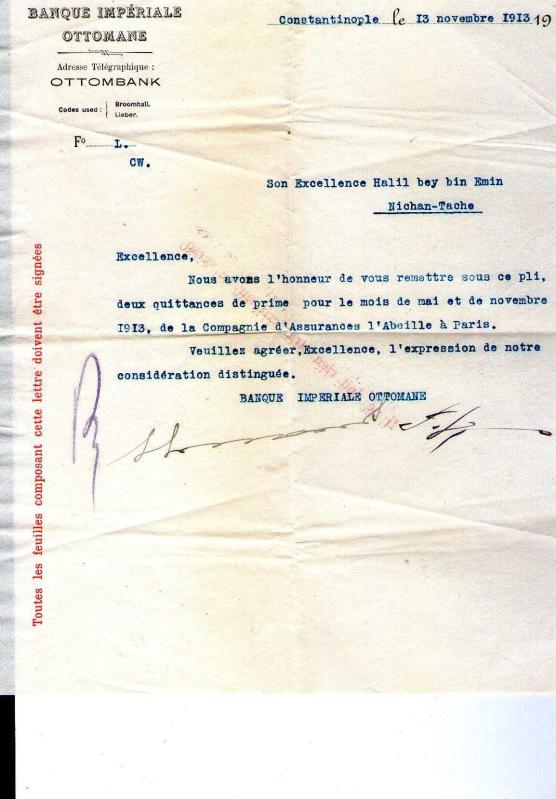 BANQUE IMPÉRIALE
OTTOMANE
Adresse Télégraphique :
OTTOMBANK
Codes used : Broomhall.
Lieber.
Constantinople le 13 novembre 1913 19
Fo L.
CW.
Son Excellence Halil bey bin Emin
Nichan-Tache
Excellence,
Nous avons l'honneur de vous remettre sous ce pli,
deux quittances de prime pour le mois de mai et de novembre
1913, de la Compagnie d'Assurances l'Abeille à Paris.
Veuillez agréer, Excellence, l'expression de notre
considération distinguée.
BANQUE IMPERIALE OTTOMANE
Toutes les feuilles composant cette lettre doivent être signées